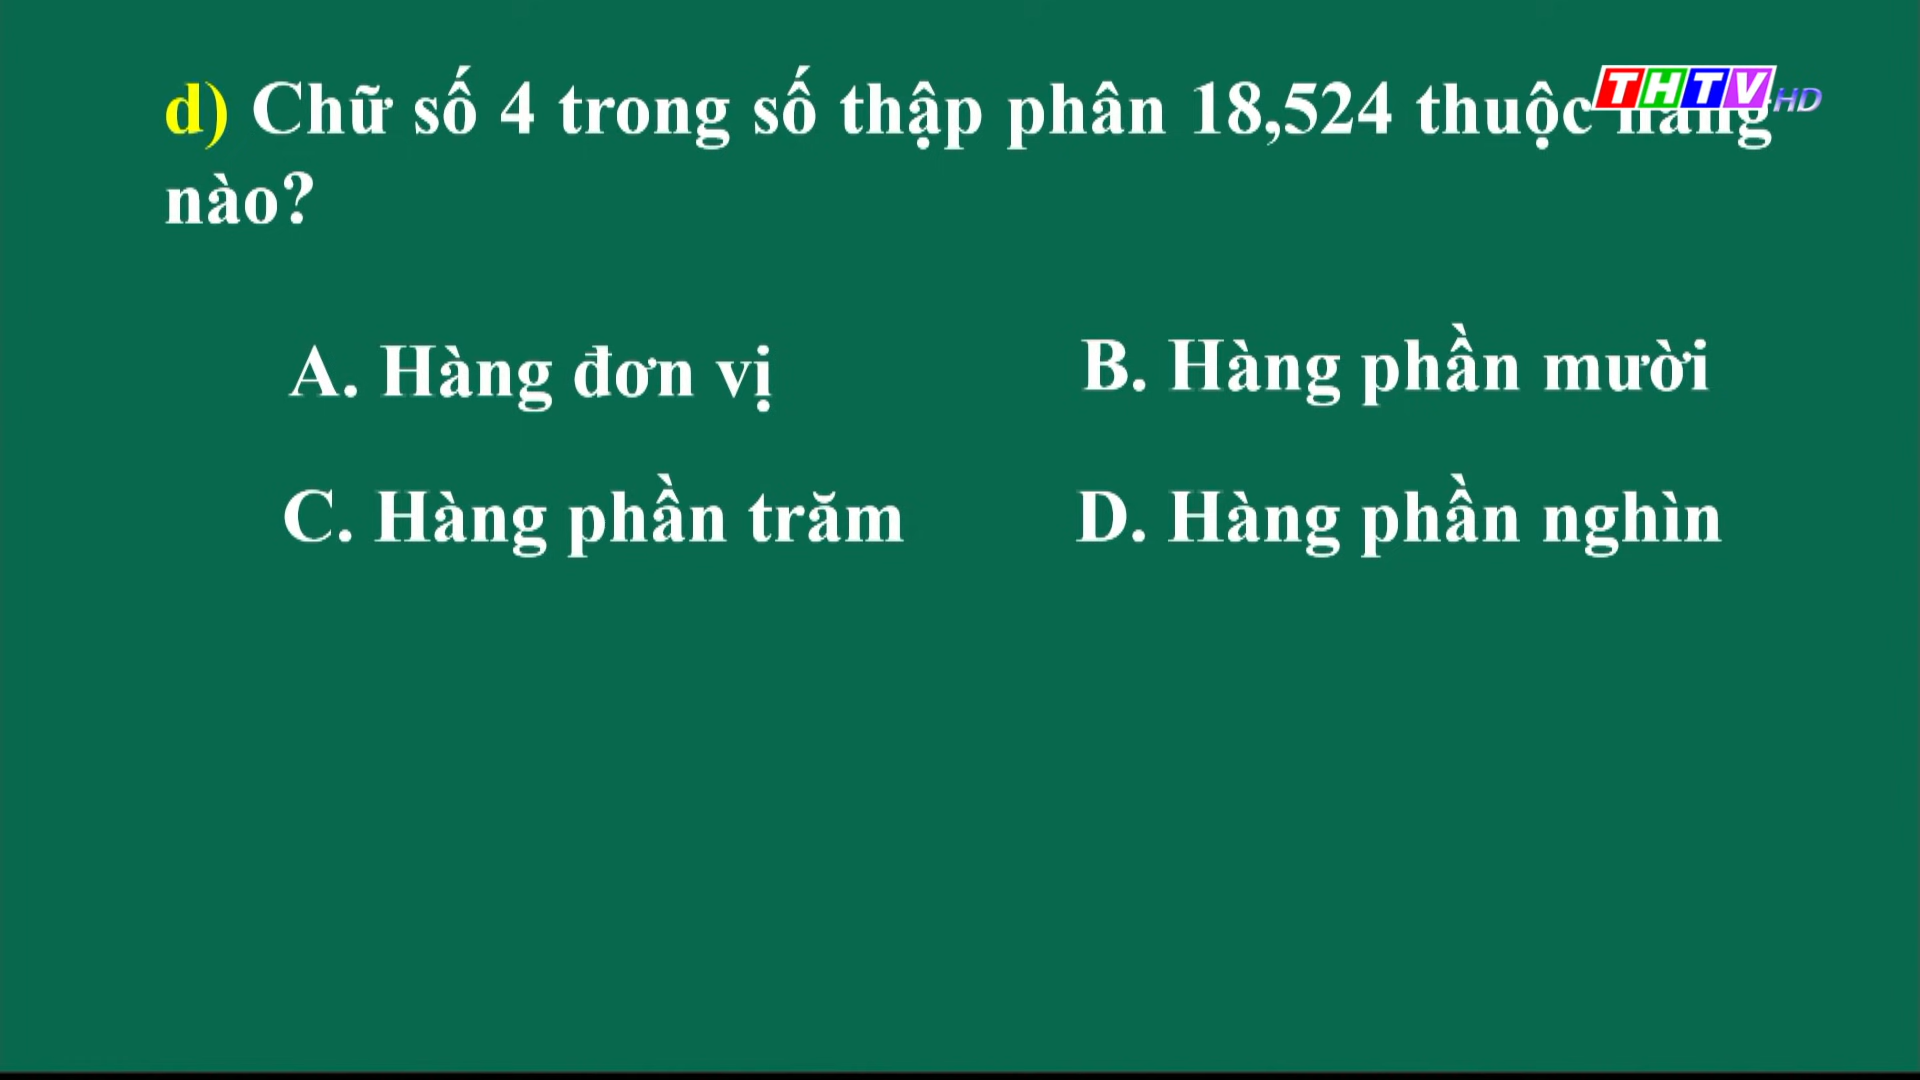 d) Chữ số 4 trong số thập phân 18,524 thuộc hàng
THTV HD
nào?
A. Hàng đơn vị
B. Hàng phần mười
C. Hàng phần trăm
D. Hàng phần nghìn